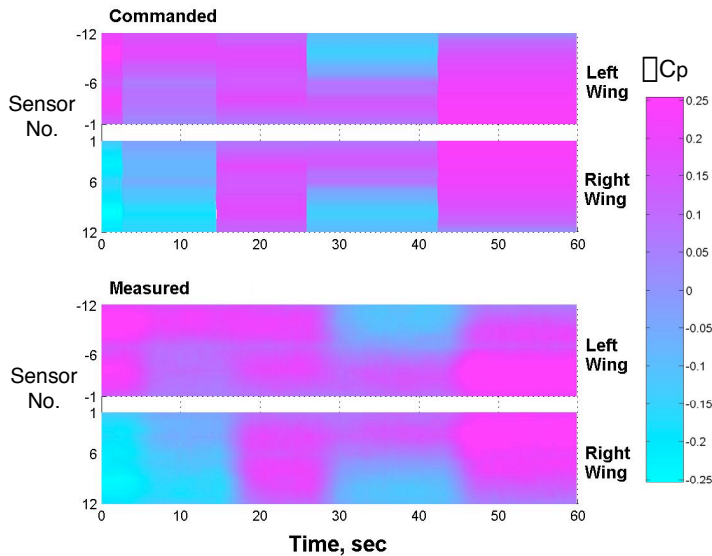 Commanded
-12
-6
-1
1
6
12
Sensor
No.
Left
Wing
Right
Wing
0 10 20 30 40 50 60
Measured
-12
-6
-1
1
6
12
Sensor
No.
Left
Wing
Right
Wing
0 10 20 30 40 50 60
Time, sec
□Cp
0.25
0.2
0.15
0.1
0.05
0
-0.05
-0.1
-0.15
-0.2
-0.25